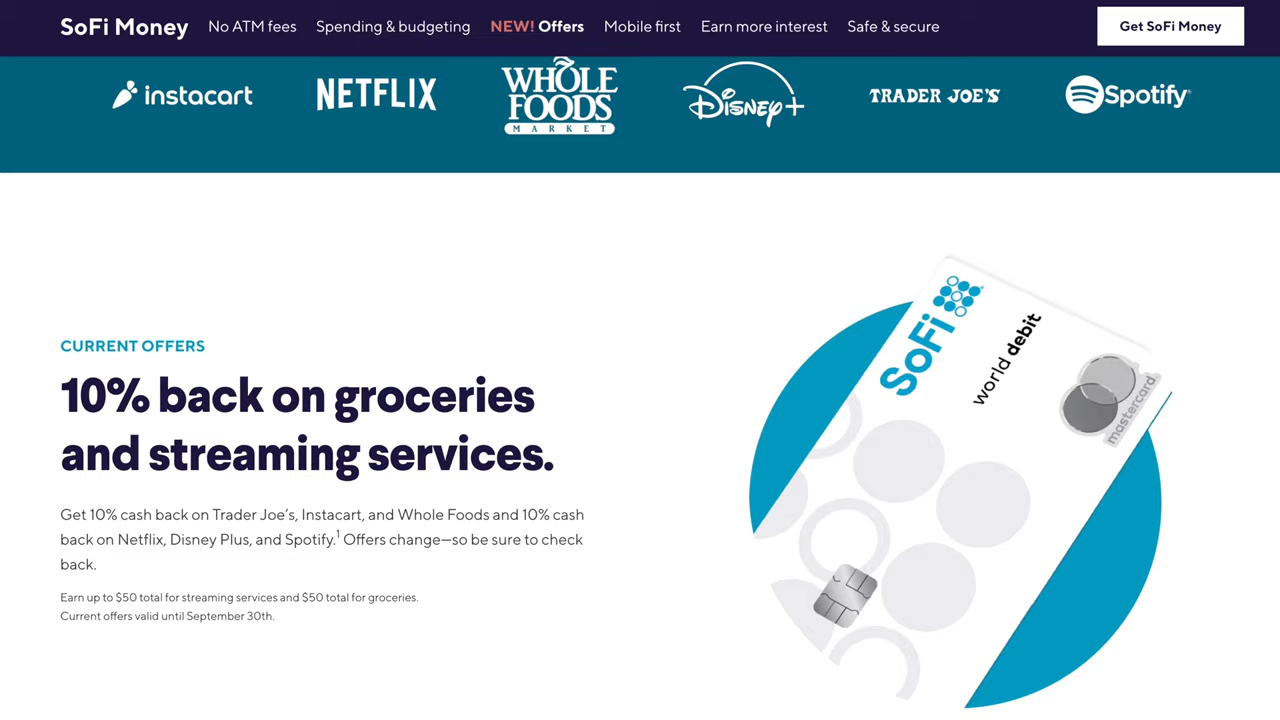 SoFi Money No ATM fees Spending & budgeting NEW! Offers Mobile first Earn more interest Safe & secure Get SoFi Money
instacart NETFLIX WHOLE FOODS MARKET Disney+ TRADER JOE'S Spotify®
CURRENT OFFERS
10% back on groceries
and streaming services.
Get 10% cash back on Trader Joe's, Instacart, and Whole Foods and 10% cash
back on Netflix, Disney Plus, and Spotify.1 Offers change—so be sure to check
back.
Earn up to $50 total for streaming services and $50 total for groceries.
Current offers valid until September 30th.
SoFi
world debit
mastercard